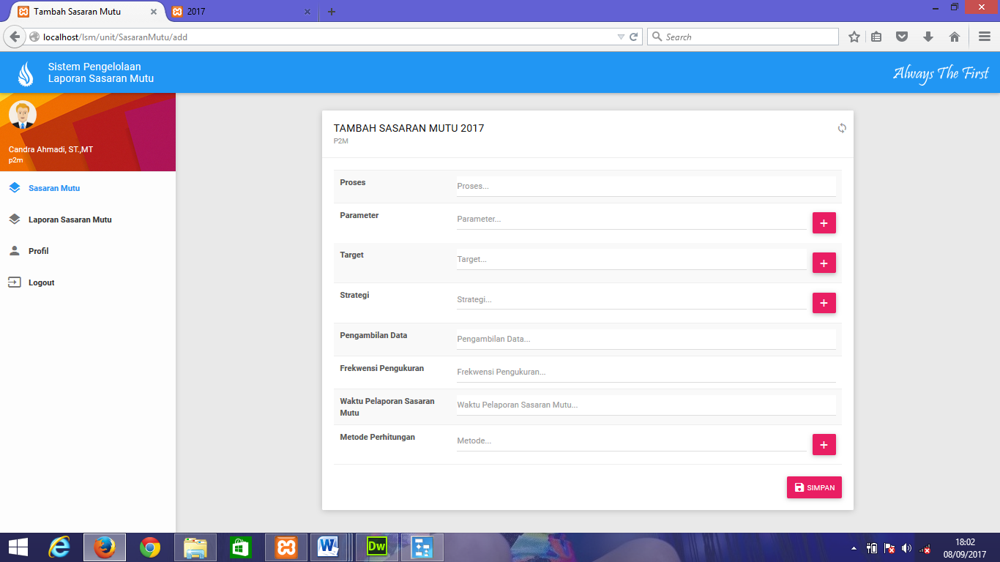 Tambah Sasaran Mutu
2017
localhost/lsm/unit/SasaranMutu/add
Search
Sistem Pengelolaan
Laporan Sasaran Mutu
Always The First
Candra Ahmadi, ST.,MT
p2m
Sasaran Mutu
Laporan Sasaran Mutu
Profil
Logout
TAMBAH SASARAN MUTU 2017
P2M
Proses
Proses...
Parameter
Parameter...
+
Target
Target...
+
Strategi
Strategi...
+
Pengambilan Data
Pengambilan Data...
Frekwensi Pengukuran
Frekwensi Pengukuran...
Waktu Pelaporan Sasaran
Mutu
Waktu Pelaporan Sasaran Mutu...
Metode Perhitungan
Metode...
+
SIMPAN
Dw
18:02
08/09/2017